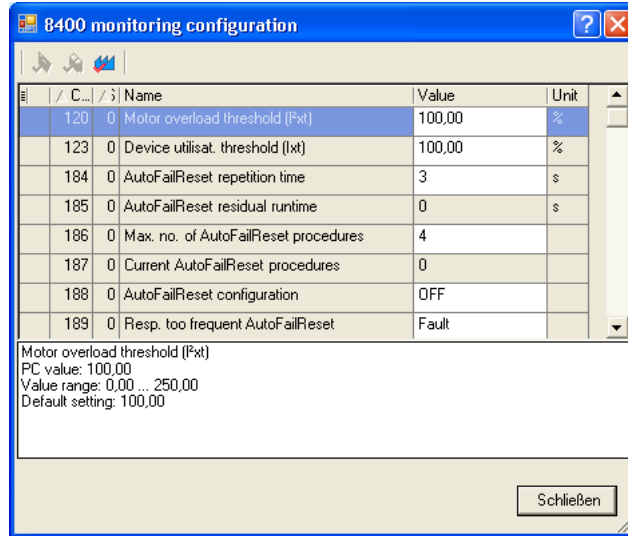 8400 monitoring configuration
C... Name Value Unit
120 0 Motor overload threshold (I²xt) 100,00 %
123 0 Device utilisat. threshold (Ixt) 100,00 %
184 0 AutoFailReset repetition time 3 s
185 0 AutoFailReset residual runtime 0 s
186 0 Max. no. of AutoFailReset procedures 4
187 0 Current AutoFailReset procedures 0
188 0 AutoFailReset configuration OFF
189 0 Resp. too frequent AutoFailReset Fault
Motor overload threshold (I²xt)
PC value: 100,00
Value range: 0,00 ... 250,00
Default setting: 100,00
Schließen